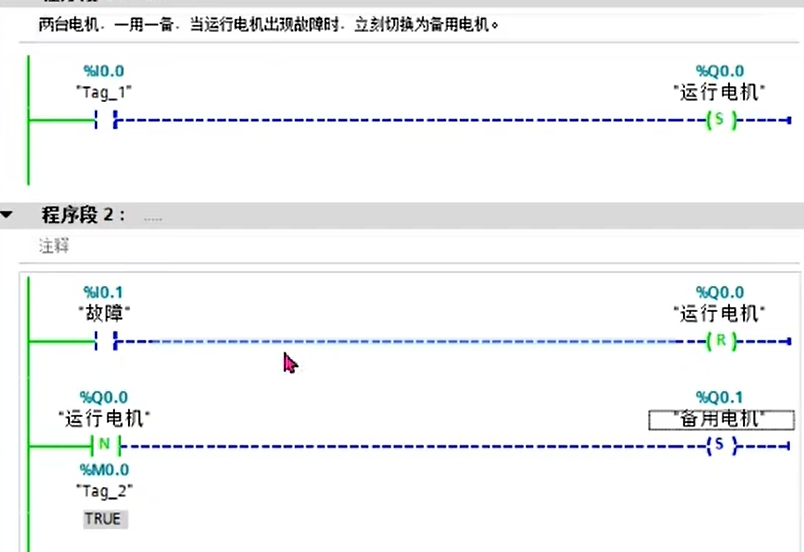 两台电机，一用一备，当运行电机出现故障时，立刻切换为备用电机。
%I0.0
%Q0.0
"Tag_1"
"运行电机"
S
程序段 2： .....
注释
%I0.1
%Q0.0
"故障"
"运行电机"
R
%Q0.0
%Q0.1
"运行电机"
"备用电机"
N
S
%M0.0
"Tag_2"
TRUE